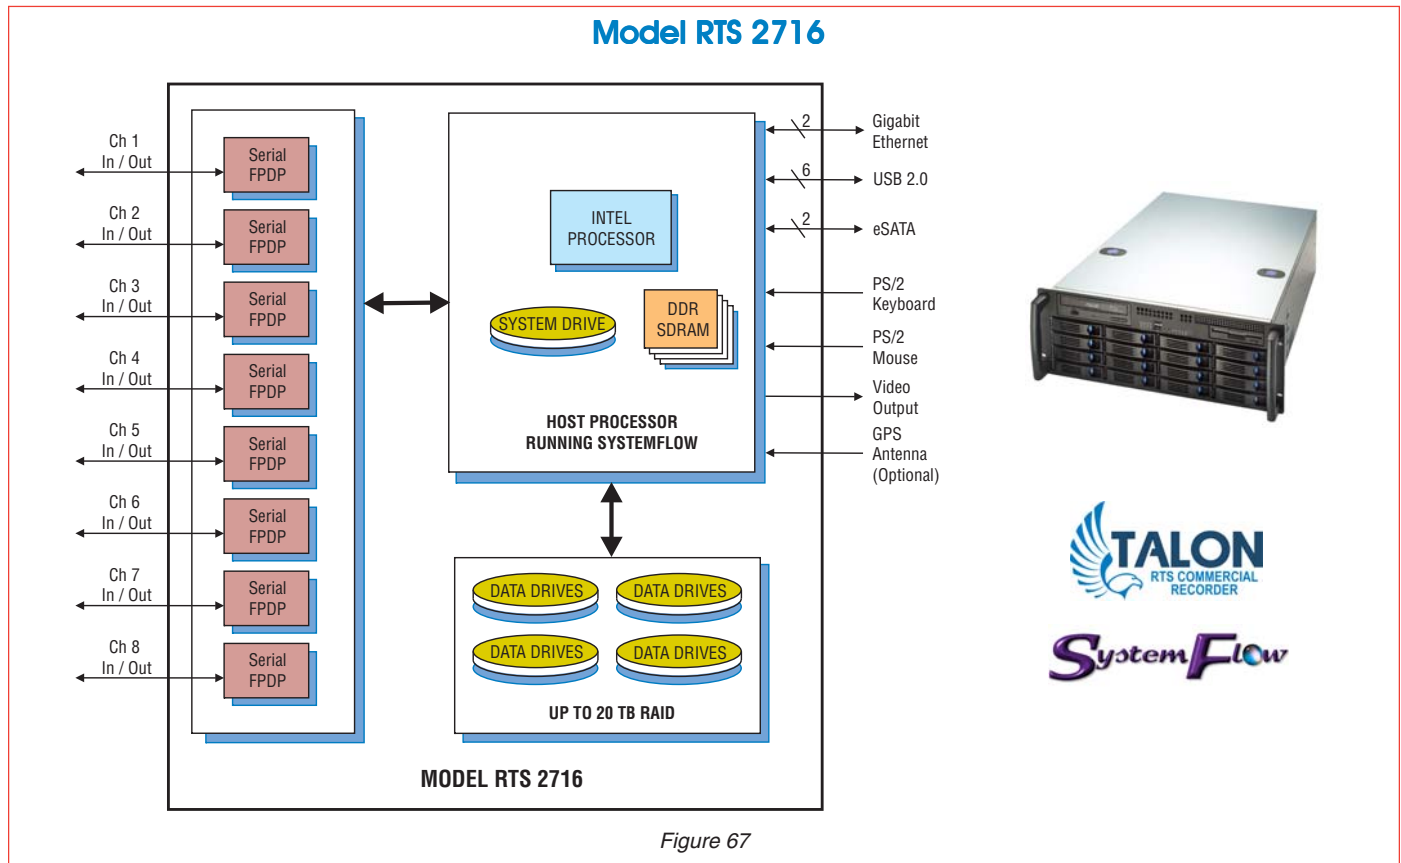 Model RTS 2716
Ch 1
In / Out
Ch 2
In / Out
Ch 3
In / Out
Ch 4
In / Out
Ch 5
In / Out
Ch 6
In / Out
Ch 7
In / Out
Ch 8
In / Out
Serial
FPDP
Serial
FPDP
Serial
FPDP
Serial
FPDP
Serial
FPDP
Serial
FPDP
Serial
FPDP
Serial
FPDP
INTEL
PROCESSOR
SYSTEM DRIVE
DDR
SDRAM
HOST PROCESSOR
RUNNING SYSTEMFLOW
2
Gigabit
Ethernet
6
USB 2.0
2
eSATA
PS/2
Keyboard
PS/2
Mouse
Video
Output
GPS
Antenna
(Optional)
DATA DRIVES
DATA DRIVES
DATA DRIVES
DATA DRIVES
UP TO 20 TB RAID
MODEL RTS 2716
TALON
RTS COMMERCIAL
RECORDER
SystemFlow
Figure 67